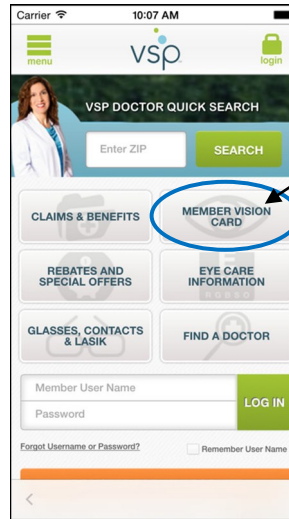 Carrier 10:07 AM
menu vsp login
VSP DOCTOR QUICK SEARCH
Enter ZIP SEARCH
CLAIMS & BENEFITS
MEMBER VISION
CARD
REBATES AND
SPECIAL OFFERS
EYE CARE
INFORMATION
GLASSES, CONTACTS
& LASIK
FIND A DOCTOR
Member User Name
Password
LOG IN
Forgot Username or Password? Remember User Name